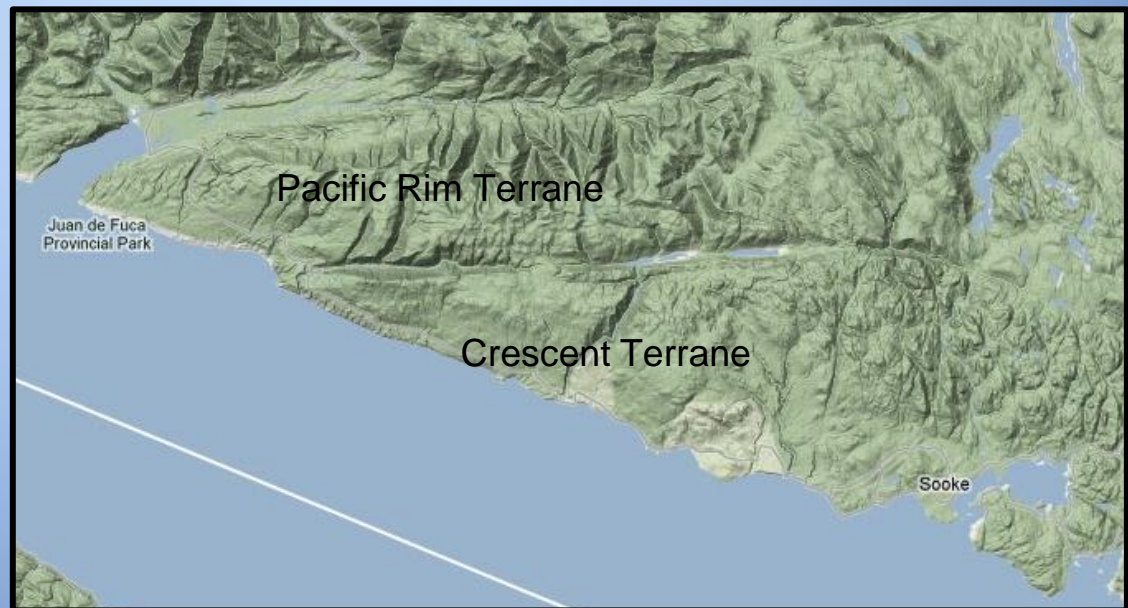 Pacific Rim Terrane
Juan de Fuca
Provincial Park
Crescent Terrane
Sooke